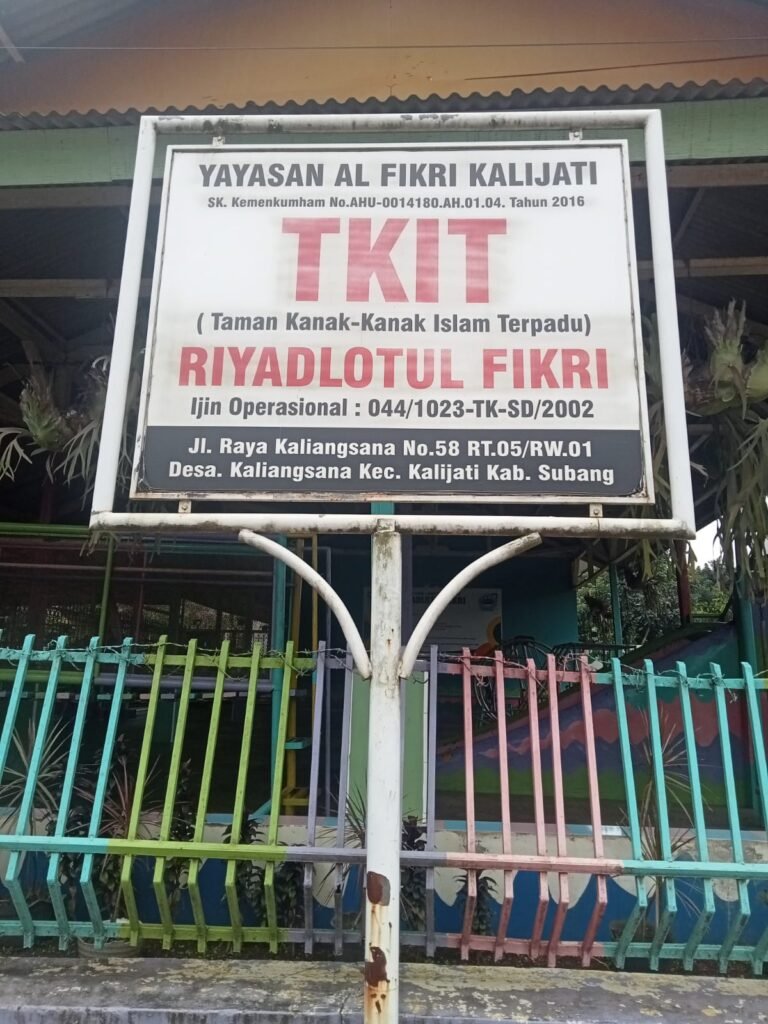 YAYASAN AL FIKRI KALIJATI
SK. Kemenkumham No.AHU-0014180.AH.01.04. Tahun 2016
TKIT
( Taman Kanak-Kanak Islam Terpadu)
RIYADLOTUL FIKRI
Ijin Operasional : 044/1023-TK-SD/2002
Jl. Raya Kaliangsana No.58 RT.05/RW.01
Desa. Kaliangsana Kec. Kalijati Kab. Subang